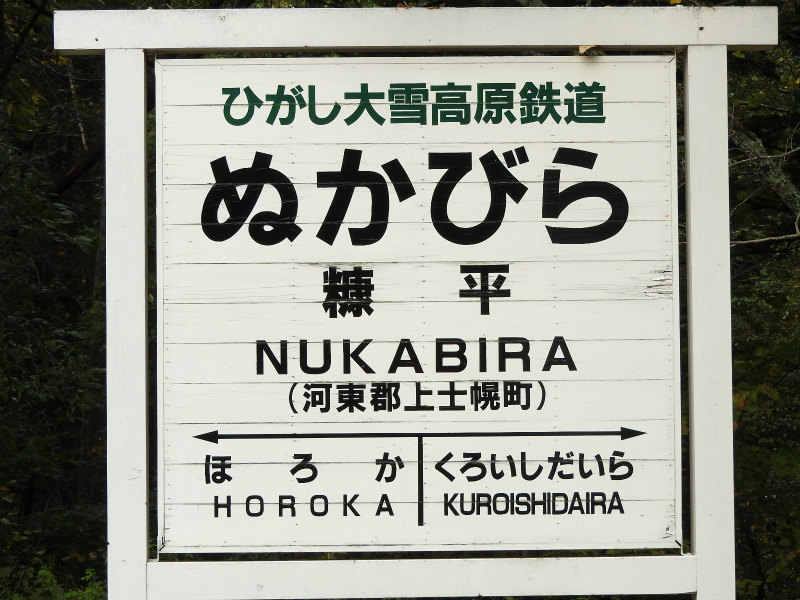 ひがし大雪高原鉄道
ぬかびら
糠平
NUKABIRA
(河東郡上士幌町)
ほろか くろいしだいら
HOROKA KUROISHIDAIRA